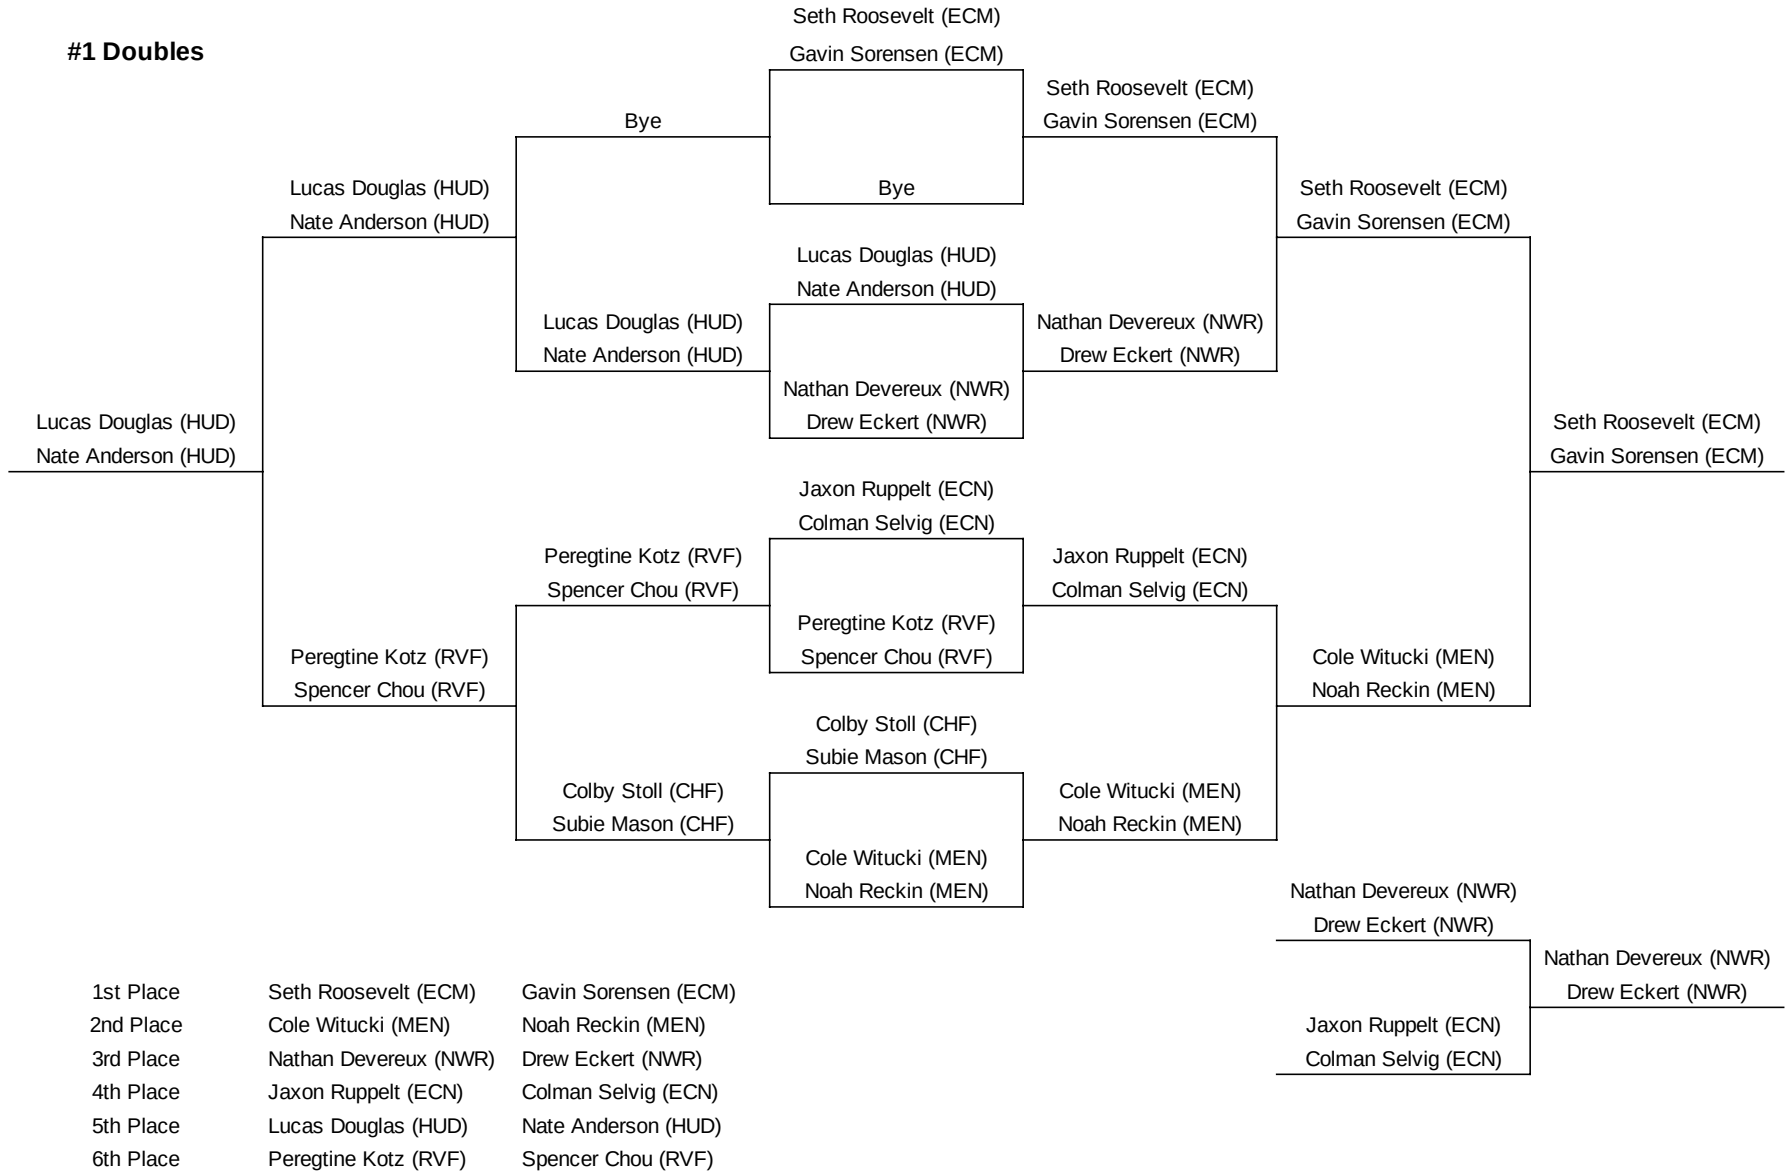 #1 Doubles
Seth Roosevelt (ECM)
Gavin Sorensen (ECM)
Seth Roosevelt (ECM)
Bye
Gavin Sorensen (ECM)
Lucas Douglas (HUD)
Bye
Seth Roosevelt (ECM)
Nate Anderson (HUD)
Gavin Sorensen (ECM)
Lucas Douglas (HUD)
Nate Anderson (HUD)
Lucas Douglas (HUD)
Nathan Devereux (NWR)
Nate Anderson (HUD)
Drew Eckert (NWR)
Nathan Devereux (NWR)
Lucas Douglas (HUD)
Drew Eckert (NWR)
Seth Roosevelt (ECM)
Nate Anderson (HUD)
Gavin Sorensen (ECM)
Jaxon Ruppelt (ECN)
Colman Selvig (ECN)
Peregtine Kotz (RVF)
Jaxon Ruppelt (ECN)
Spencer Chou (RVF)
Colman Selvig (ECN)
Peregtine Kotz (RVF)
Peregtine Kotz (RVF)
Spencer Chou (RVF)
Cole Witucki (MEN)
Spencer Chou (RVF)
Noah Reckin (MEN)
Colby Stoll (CHF)
Subie Mason (CHF)
Colby Stoll (CHF)
Cole Witucki (MEN)
Subie Mason (CHF)
Noah Reckin (MEN)
Cole Witucki (MEN)
Noah Reckin (MEN)
Nathan Devereux (NWR)
Drew Eckert (NWR)
Nathan Devereux (NWR)
Drew Eckert (NWR)
Jaxon Ruppelt (ECN)
Colman Selvig (ECN)
1st Place Seth Roosevelt (ECM) Gavin Sorensen (ECM)
2nd Place Cole Witucki (MEN) Noah Reckin (MEN)
3rd Place Nathan Devereux (NWR) Drew Eckert (NWR)
4th Place Jaxon Ruppelt (ECN) Colman Selvig (ECN)
5th Place Lucas Douglas (HUD) Nate Anderson (HUD)
6th Place Peregtine Kotz (RVF) Spencer Chou (RVF)